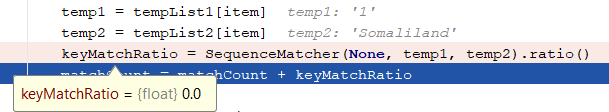 temp1 = tempList1[item] temp1: '1'
temp2 = tempList2[item] temp2: 'Somaliland'
keyMatchRatio = SequenceMatcher(None, temp1, temp2).ratio()
= matchCount + keyMatchRatio
keyMatchRatio = {float} 0.0